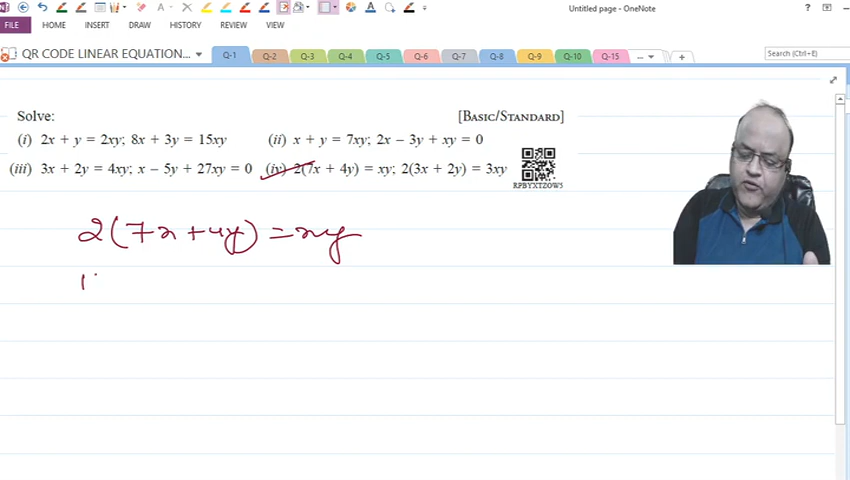 Untitled page - OneNote
FILE HOME INSERT DRAW HISTORY REVIEW VIEW
QR CODE LINEAR EQUATION... Q-1 Q-2 Q-3 Q-4 Q-5 Q-6 Q-7 Q-8 Q-9 Q-10 Q-15 ... + Search (Ctrl+E)
Solve: [BASIC/STANDARD]
(i) 2x + y = 2xy; 8x + 3y = 15xy (ii) x + y = 7xy; 2x – 3y + xy = 0
(iii) 3x + 2y = 4xy; x – 5y + 27xy = 0 (iv) 2(7x + 4y) = xy; 2(3x + 2y) = 3xy
RPBYXTZOW5
2(7x + 4y) = xy